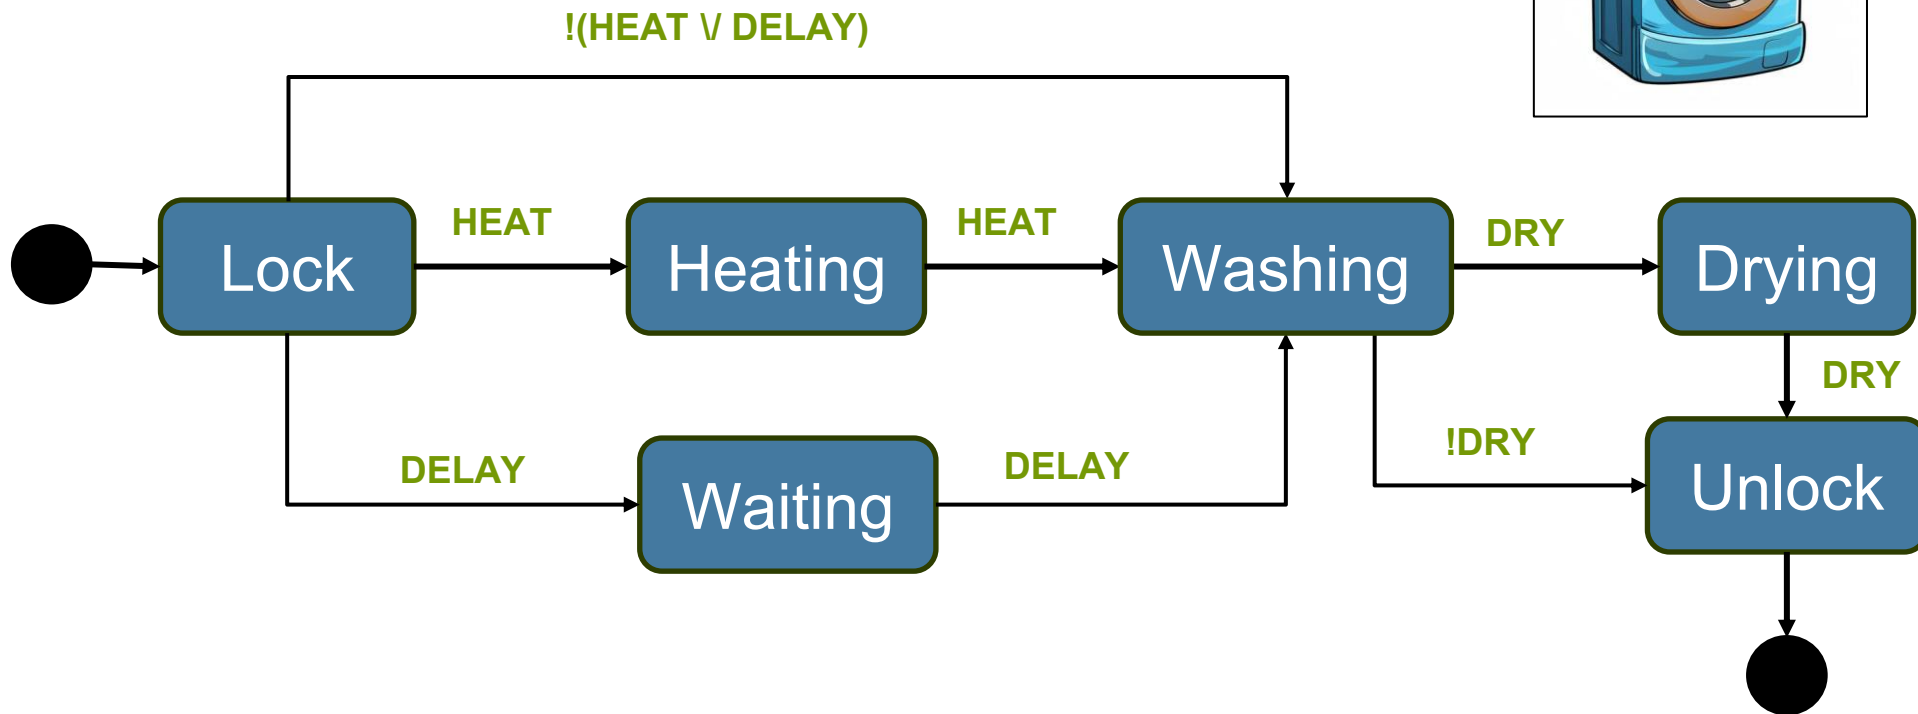 !(HEAT \/ DELAY)
HEAT
HEAT
DRY
Lock
Heating
Washing
Drying
DRY
DELAY
DELAY
!DRY
Waiting
Unlock